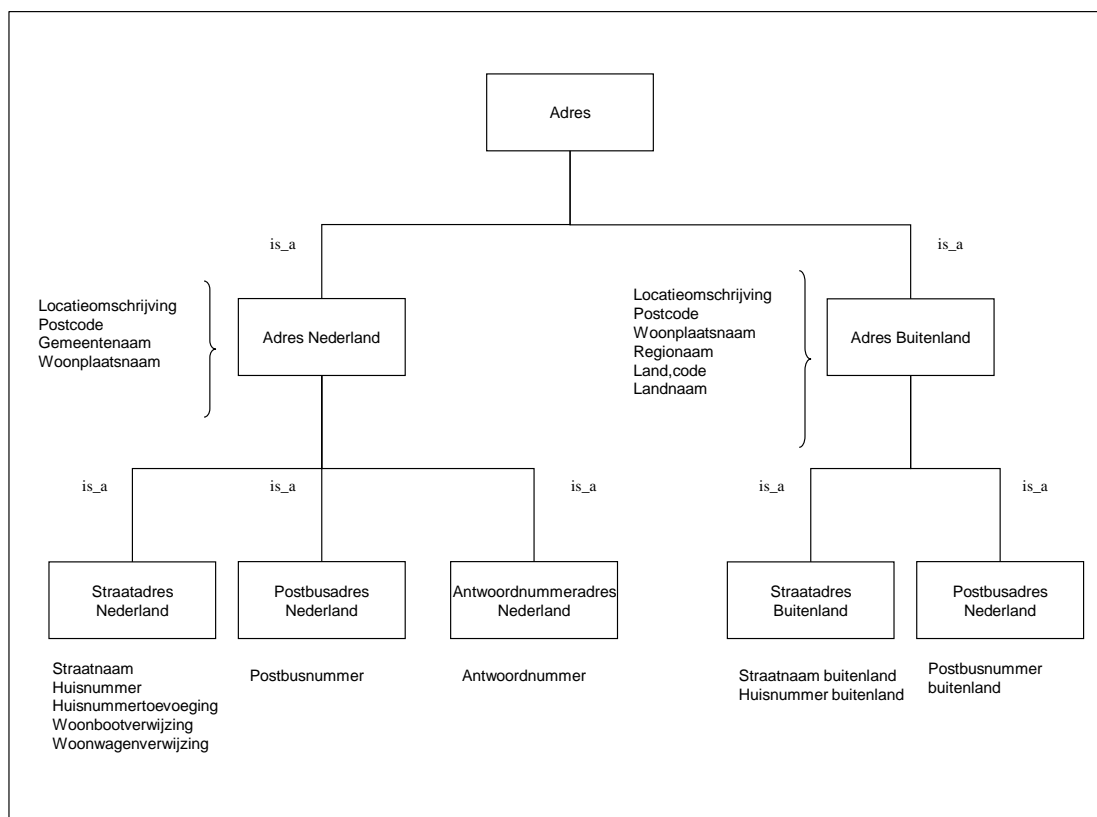 Adres
is_a
is_a
Locatieomschrijving
Postcode
Gemeentenaam
Woonplaatsnaam
Adres Nederland
Locatieomschrijving
Postcode
Woonplaatsnaam
Regionaam
Land,code
Landnaam
Adres Buitenland
is_a
is_a
is_a
is_a
is_a
Straatadres
Nederland
Postbusadres
Nederland
Antwoordnummeradres
Nederland
Straatadres
Buitenland
Postbusadres
Nederland
Straatnaam
Huisnummer
Huisnummertoevoeging
Woonbootverwijzing
Woonwagenverwijzing
Postbusnummer
Antwoordnummer
Straatnaam buitenland
Huisnummer buitenland
Postbusnummer
buitenland